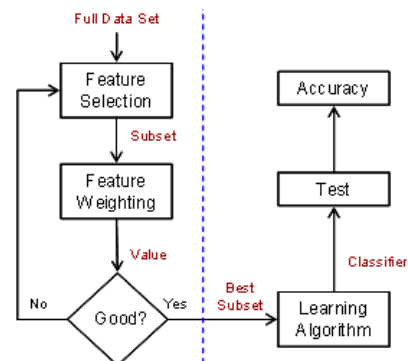 Full Data Set
Feature
Selection
Subset
Feature
Weighting
Value
Good?
No
Yes
Best
Subset
Learning
Algorithm
Classifier
Test
Accuracy